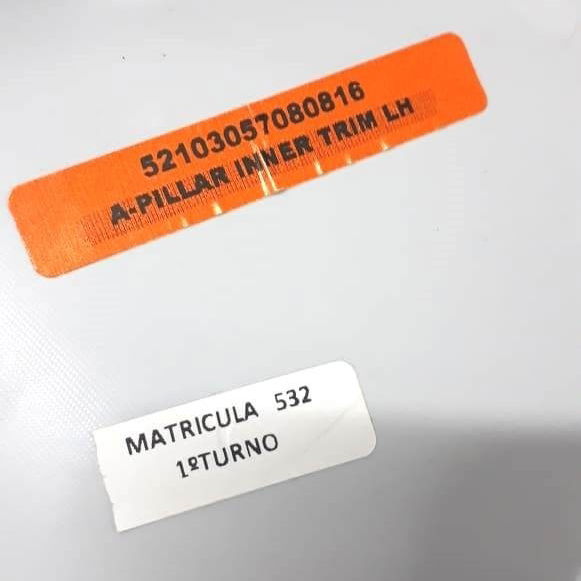 52103057080816
A-PILLAR INNER TRIM LH
MATRICULA 532
1ºTURNO